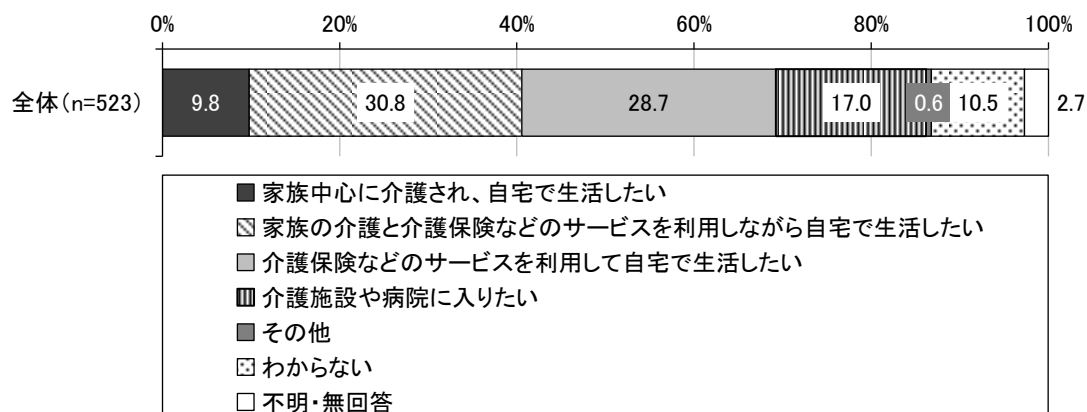 0% 20% 40% 60% 80% 100%
全体(n=523) 9.8 30.8 28.7 17.0 0.6 10.5 2.7
家族中心に介護され、自宅で生活したい
家族の介護と介護保険などのサービスを利用しながら自宅で生活したい
介護保険などのサービスを利用して自宅で生活したい
介護施設や病院に入りたい
その他
わからない
不明・無回答